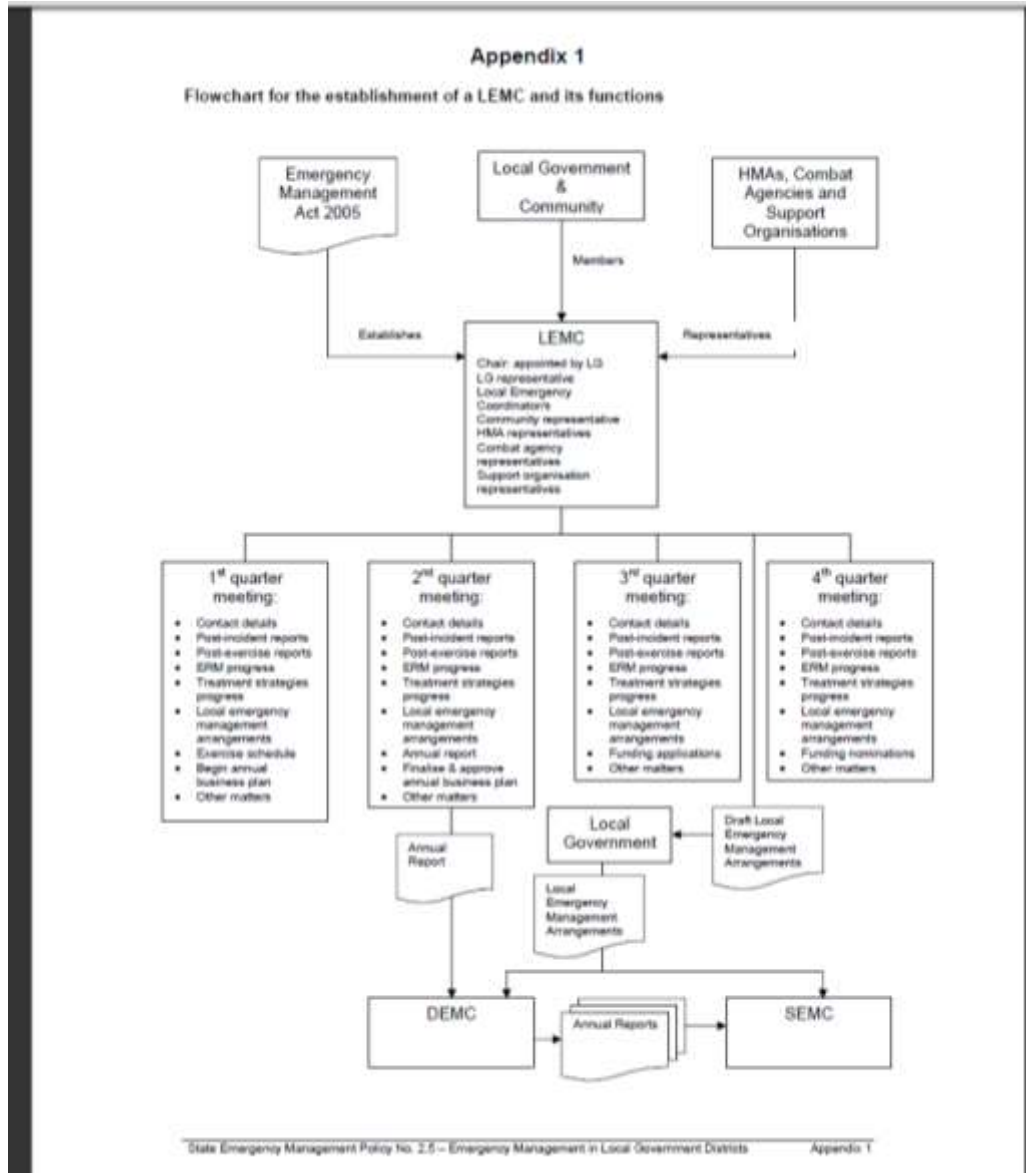 Appendix 1
Flowchart for the establishment of a LEMC and its functions
Emergency
Management
Act 2005
Local Government
&
Community
HMAs, Combat
Agencies and
Support
Organisations
Members
Establishes
Representatives
LEMC
Chair: appointed by LG
LG representative
Local Emergency
Coordinator/s
Community representative
HMA representatives
Combat agency
representatives
Support organisation
representatives
1st quarter
meeting:
• Contact details
• Post-incident reports
• Post-exercise reports
• ERM progress
• Treatment strategies
progress
• Local emergency
management
arrangements
• Exercise schedule
• Begin annual
business plan
• Other matters
2nd quarter
meeting:
• Contact details
• Post-incident reports
• Post-exercise reports
• ERM progress
• Treatment strategies
progress
• Local emergency
management
arrangements
• Annual report
• Finalise & approve
annual business plan
• Other matters
3rd quarter
meeting:
• Contact details
• Post-incident reports
• Post-exercise reports
• ERM progress
• Treatment strategies
progress
• Local emergency
management
arrangements
• Funding applications
• Other matters
4th quarter
meeting:
• Contact details
• Post-incident reports
• Post-exercise reports
• ERM progress
• Treatment strategies
progress
• Local emergency
management
arrangements
• Funding nominations
• Other matters
Annual
Report
Local
Government
Draft Local
Emergency
Management
Arrangements
Local
Emergency
Management
Arrangements
DEMC
Annual Reports
SEMC
State Emergency Management Policy No. 2.5 – Emergency Management in Local Government Districts Appendix 1